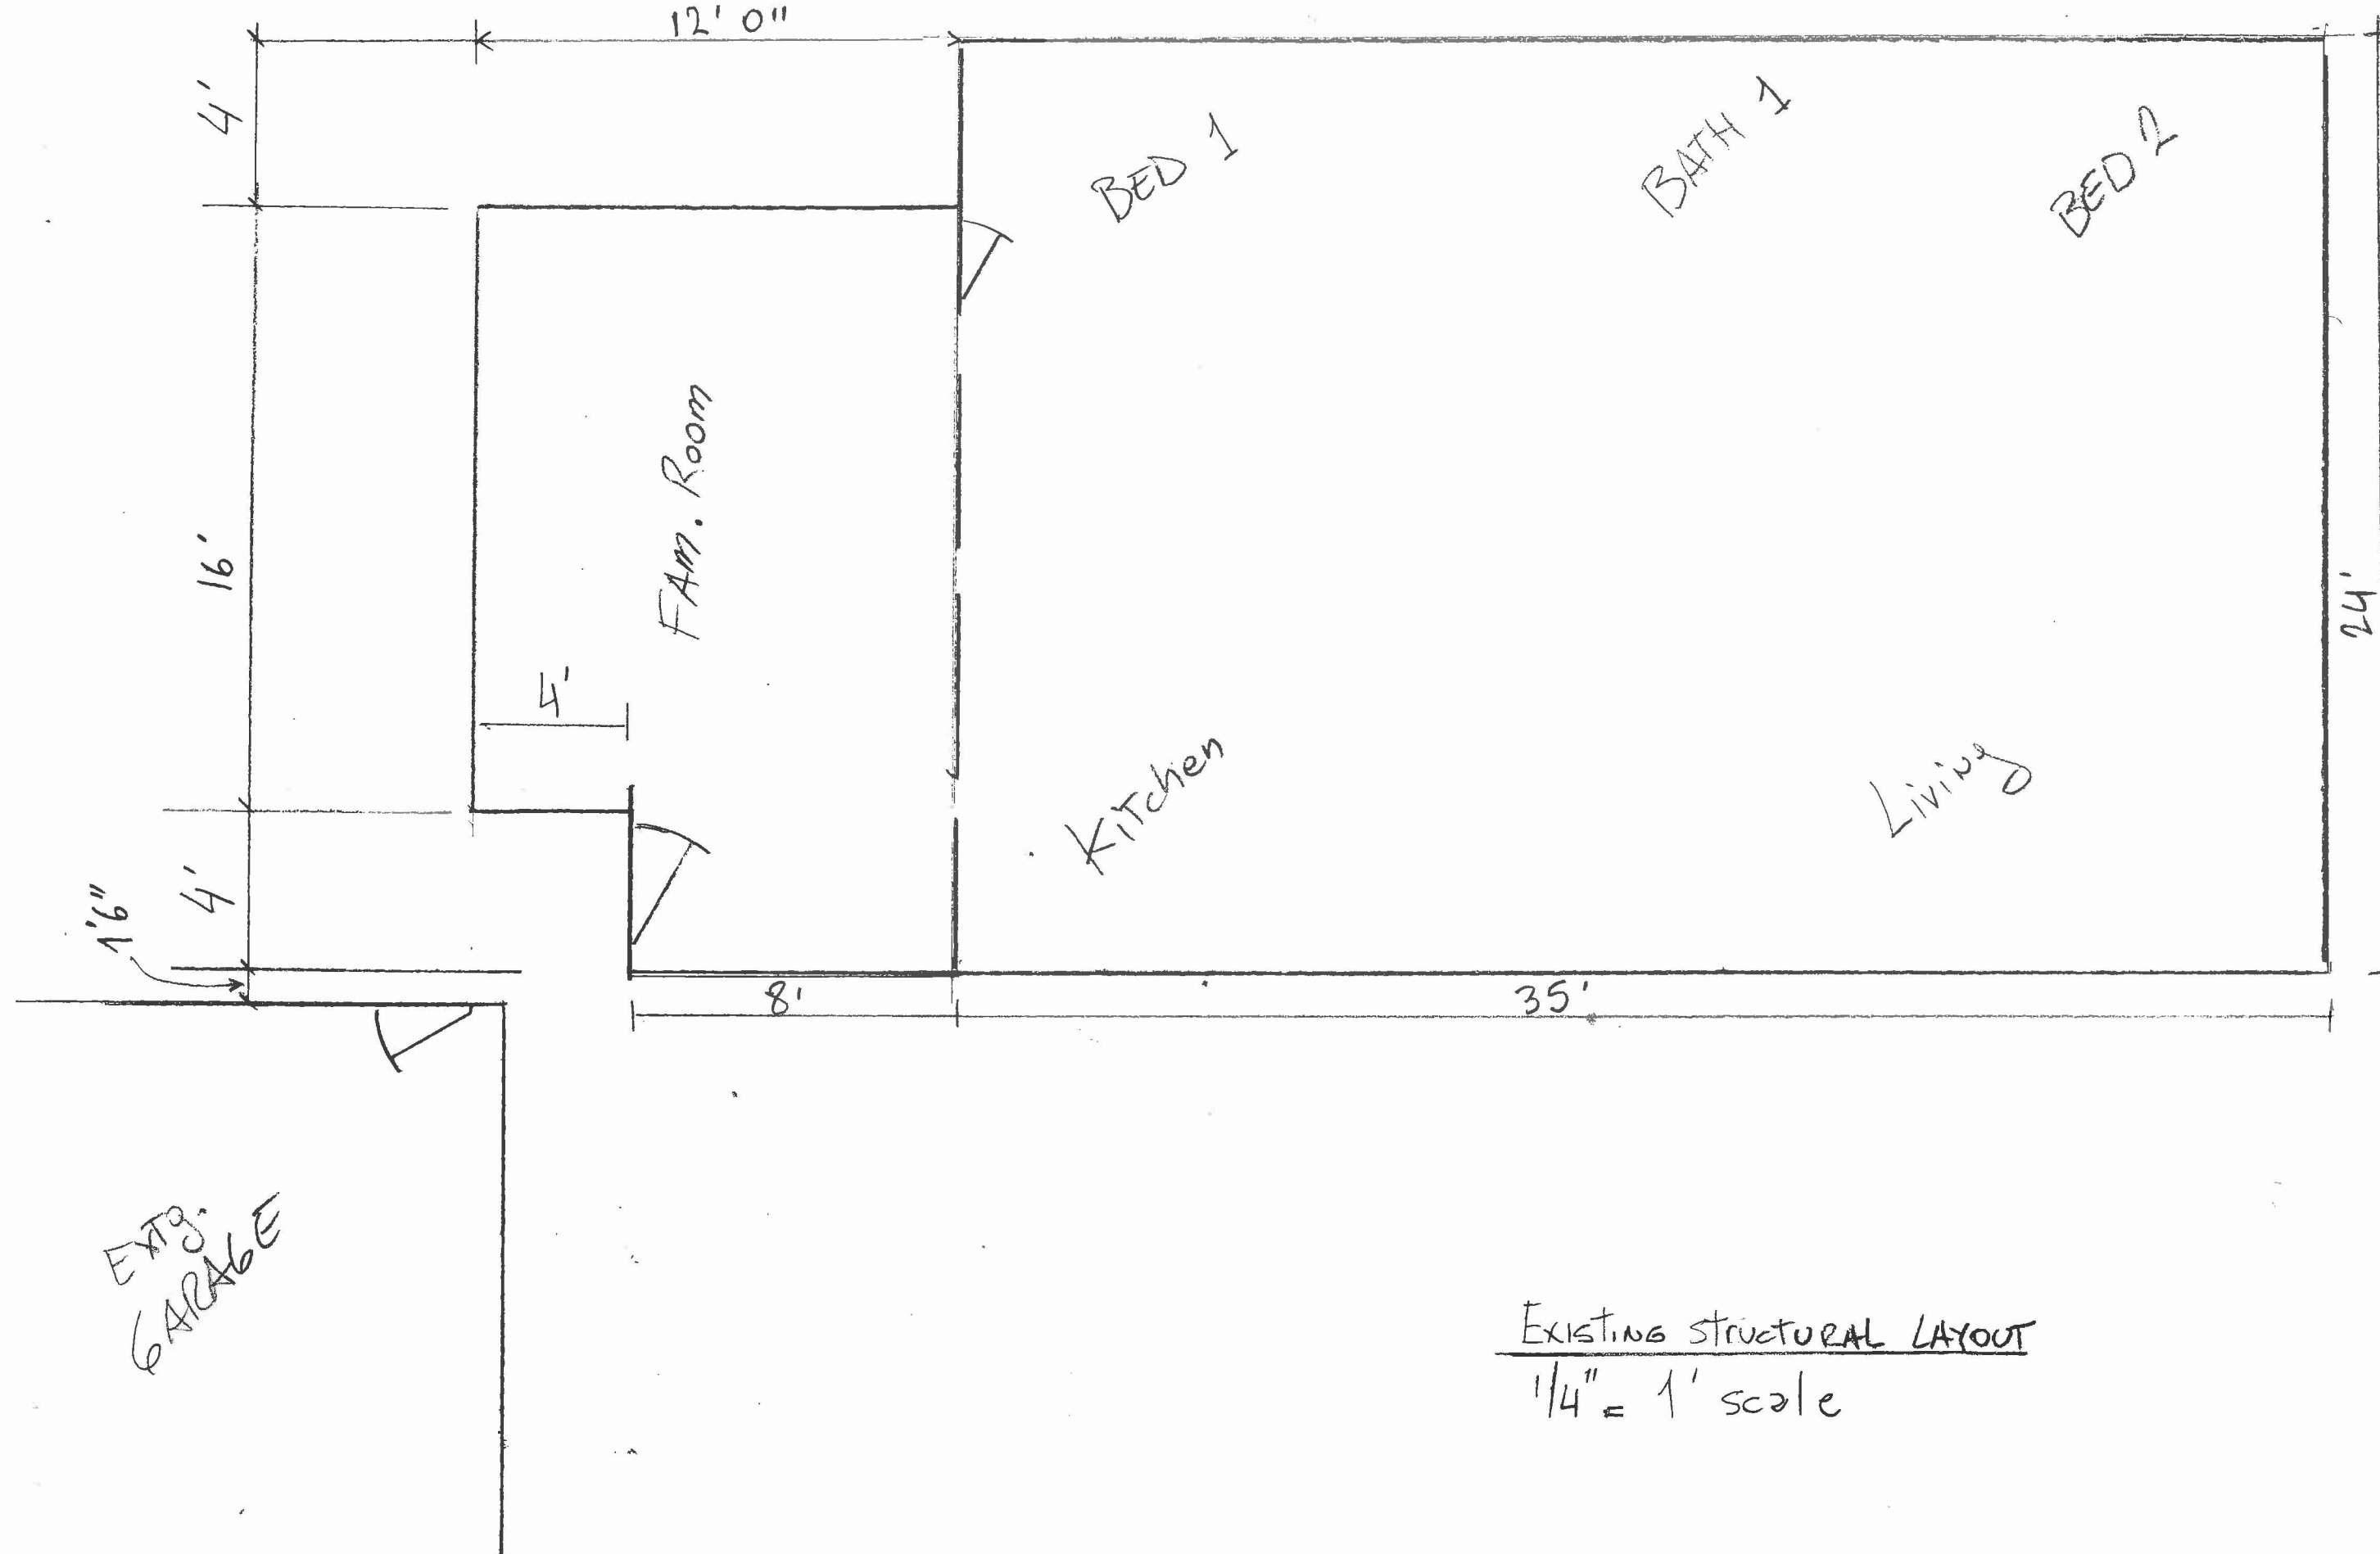 12' 0"
4'
BED 1
BATH 1
BED 2
16'
FAm. Room
24'
4'
Kitchen
Living
4'
1'6"
8'
35'
Extg.
GARAGE
Existing structural LAYOUT
1/4" = 1' scale